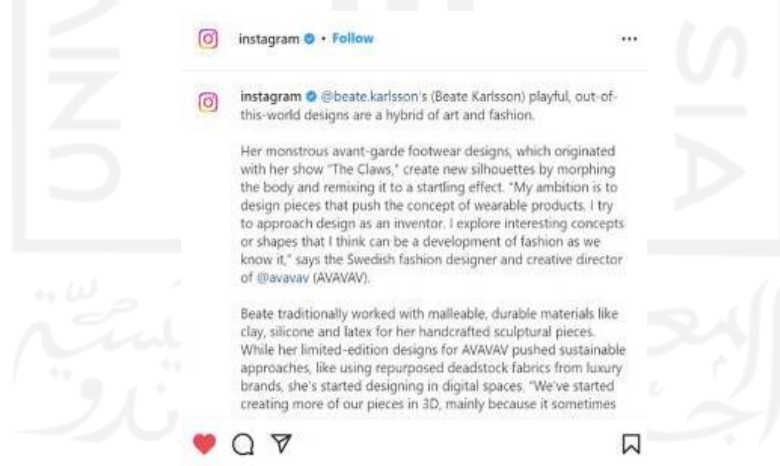 instagram • Follow
instagram @beate.karlsson's (Beate Karlsson) playful, out-of-
this-world designs are a hybrid of art and fashion.
Her monstrous avant-garde footwear designs, which originated
with her show "The Claws," create new silhouettes by morphing
the body and remixing it to a startling effect. "My ambition is to
design pieces that push the concept of wearable products. I try
to approach design as an inventor. I explore interesting concepts
or shapes that I think can be a development of fashion as we
know it," says the Swedish fashion designer and creative director
of @avavav (AVAVAV).
Beate traditionally worked with malleable, durable materials like
clay, silicone and latex for her handcrafted sculptural pieces.
While her limited-edition designs for AVAVAV pushed sustainable
approaches, like using repurposed deadstock fabrics from luxury
brands, she's started designing in digital spaces. "We've started
creating more of our pieces in 3D, mainly because it sometimes